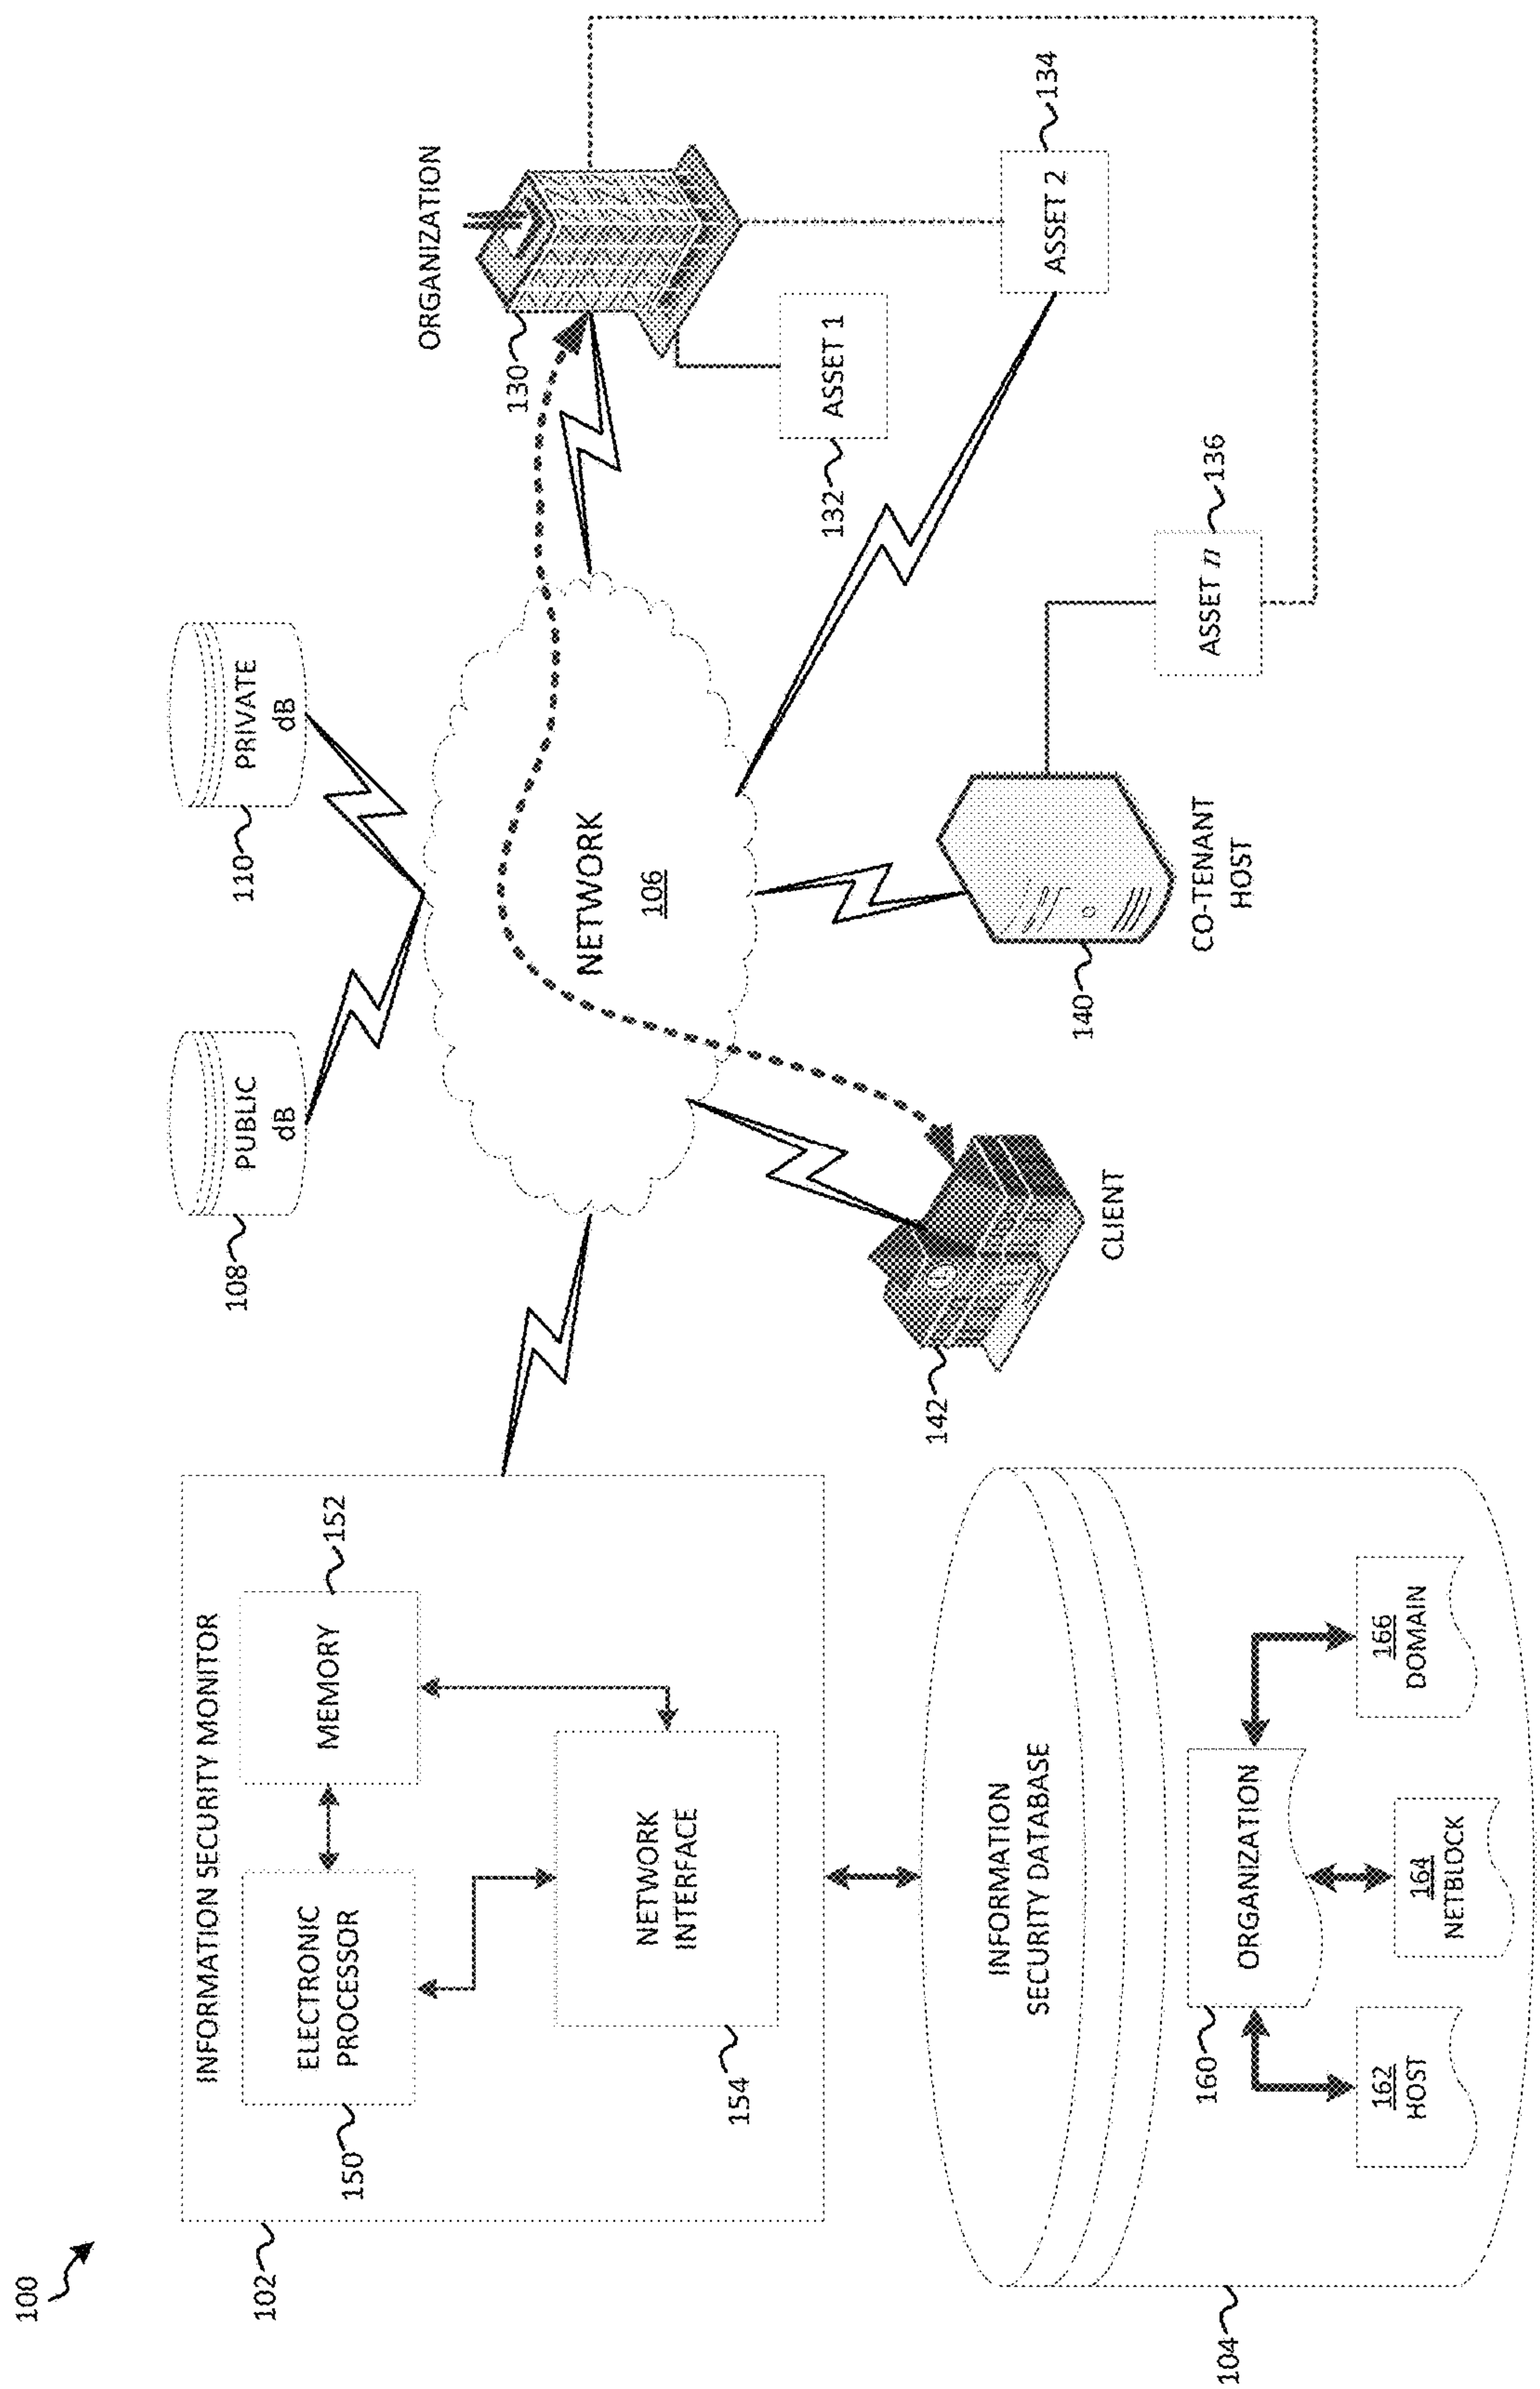 100
102
INFORMATION SECURITY MONITOR
ELECTRONIC
PROCESSOR
150
MEMORY
152
NETWORK
INTERFACE
154
104
INFORMATION
SECURITY DATABASE
160
ORGANIZATION
162
HOST
164
NETBLOCK
166
DOMAIN
108
PUBLIC
dB
110
PRIVATE
dB
NETWORK
106
142
CLIENT
140
CO-TENANT
HOST
ORGANIZATION
130
ASSET 1
132
ASSET 2
134
ASSET n
136